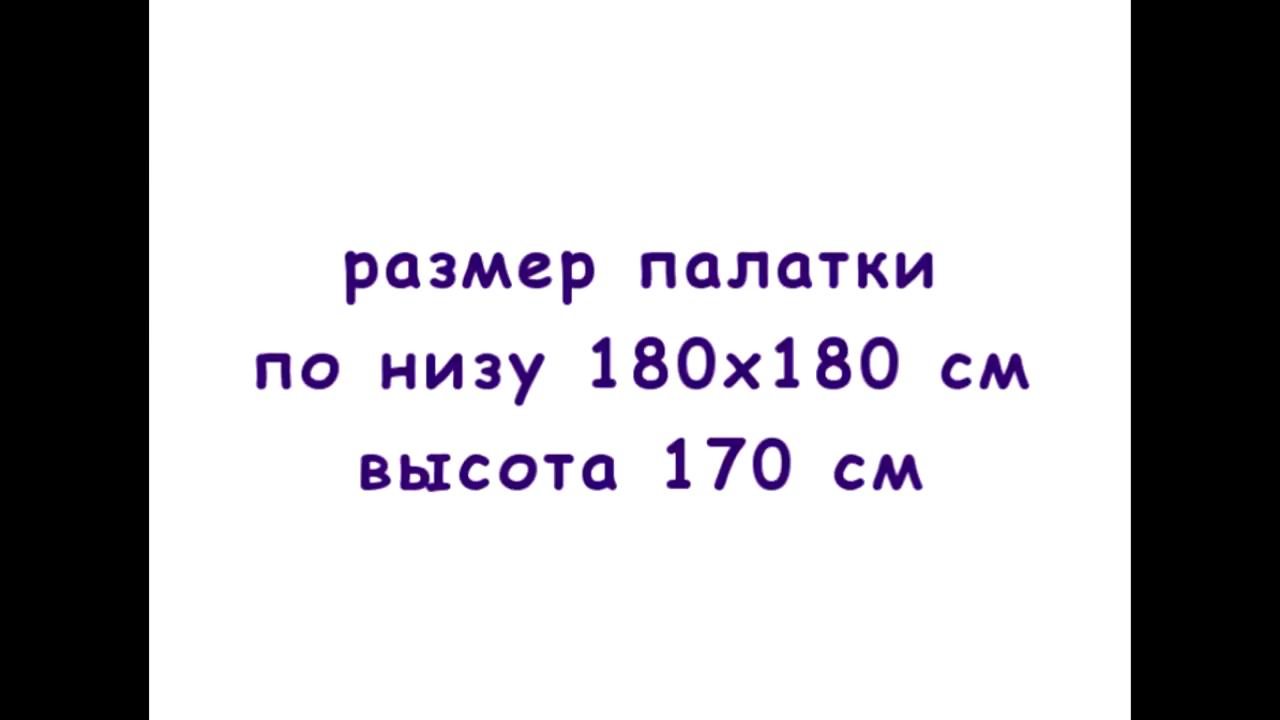 размер палатки
по низу 180х180 см
высота 170 см